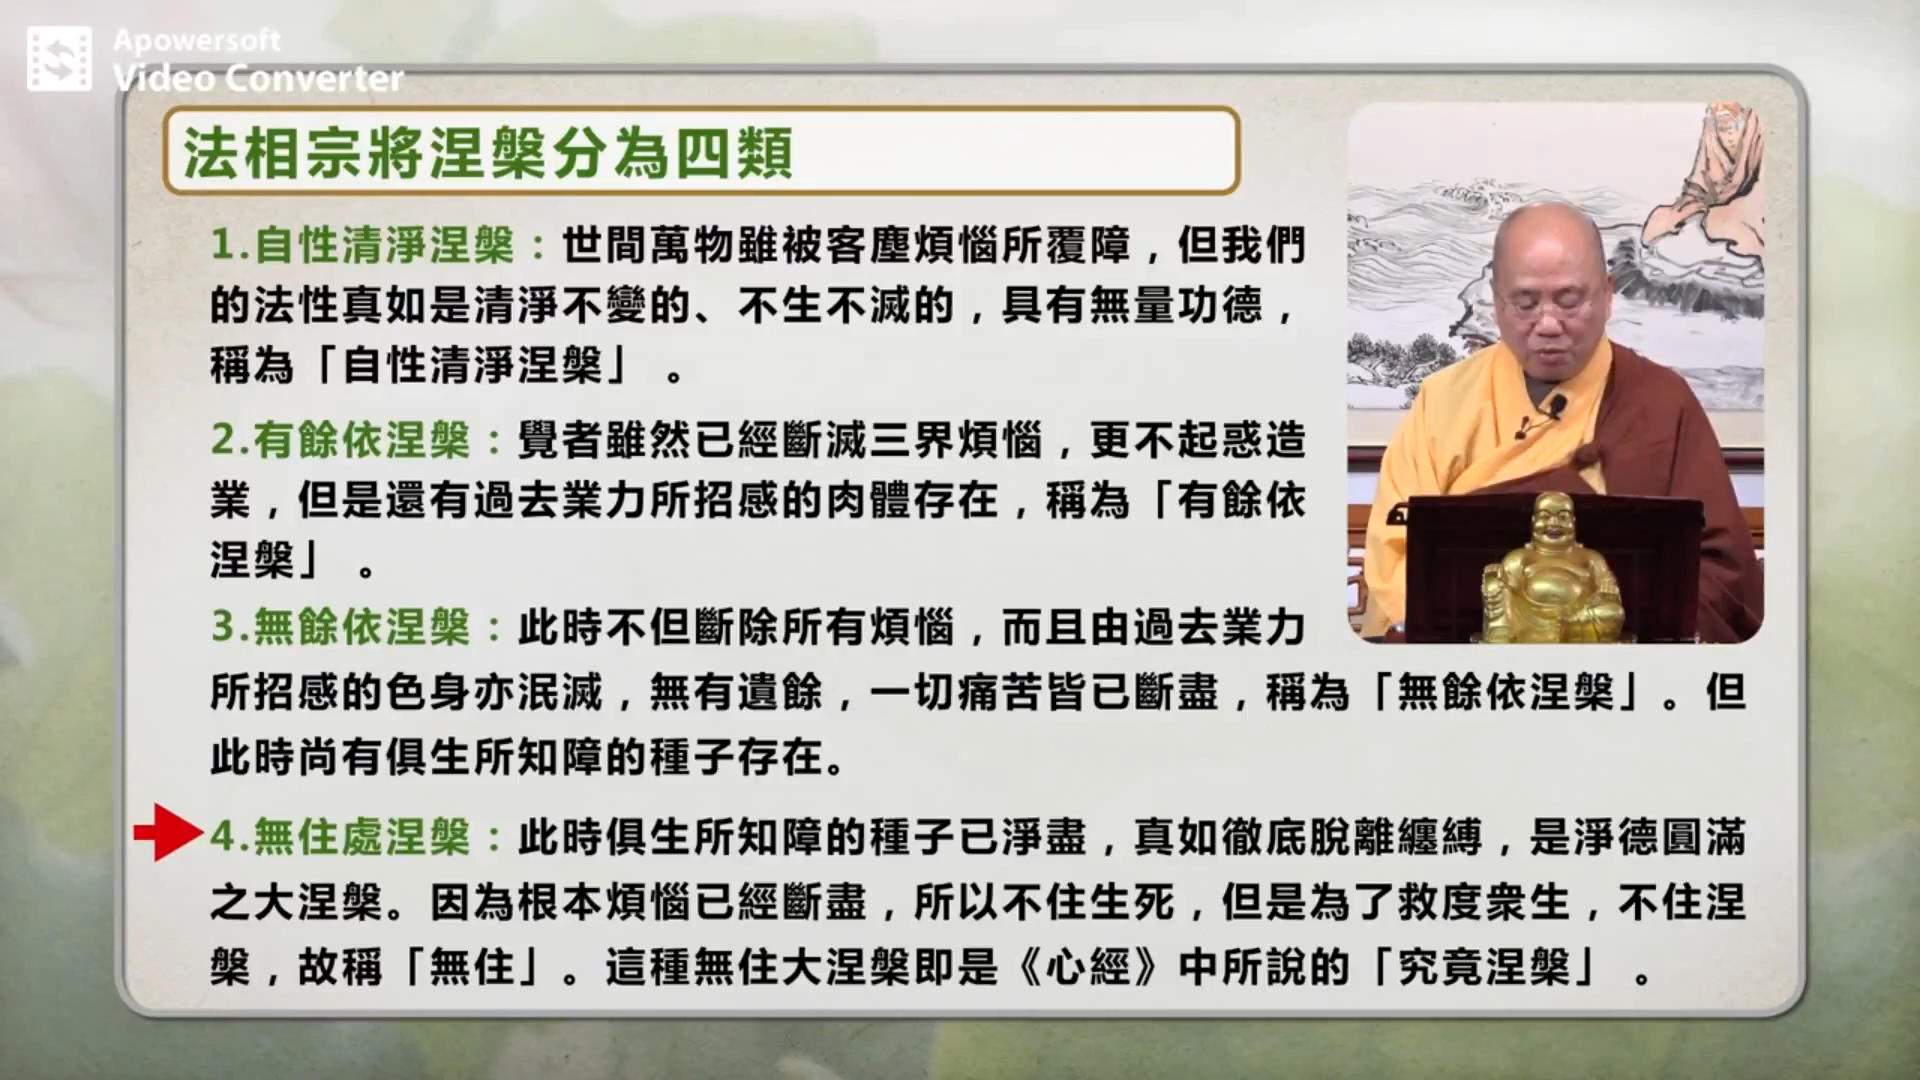 Apowersoft
Video Converter
法相宗將涅槃分為四類
1.自性清淨涅槃：世間萬物雖被客塵煩惱所覆障，但我們
的法性真如是清淨不變的、不生不滅的，具有無量功德，
稱為「自性清淨涅槃」。
2.有餘依涅槃：覺者雖然已經斷滅三界煩惱，更不起惑造
業，但是還有過去業力所招感的肉體存在，稱為「有餘依
涅槃」。
3.無餘依涅槃：此時不但斷除所有煩惱，而且由過去業力
所招感的色身亦泯滅，無有遺餘，一切痛苦皆已斷盡，稱為「無餘依涅槃」。但
此時尚有俱生所知障的種子存在。
4.無住處涅槃：此時俱生所知障的種子已淨盡，真如徹底脫離纏縛，是淨德圓滿
之大涅槃。因為根本煩惱已經斷盡，所以不住生死，但是為了救度衆生，不住涅
槃，故稱「無住」。這種無住大涅槃即是《心經》中所說的「究竟涅槃」。